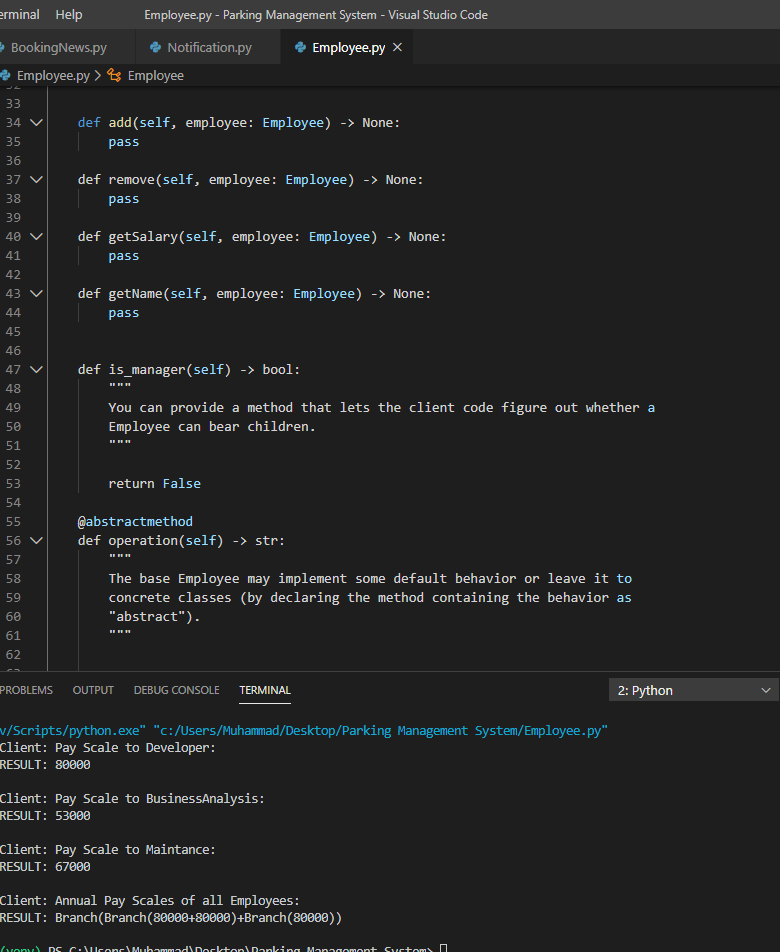 erminal Help Employee.py - Parking Management System - Visual Studio Code
BookingNews.py Notification.py Employee.py ×
Employee.py > Employee
32
33
34 def add(self, employee: Employee) -> None:
35 pass
36
37 def remove(self, employee: Employee) -> None:
38 pass
39
40 def getSalary(self, employee: Employee) -> None:
41 pass
42
43 def getName(self, employee: Employee) -> None:
44 pass
45
46
47 def is_manager(self) -> bool:
48 """
49 You can provide a method that lets the client code figure out whether a
50 Employee can bear children.
51 """
52
53 return False
54
55 @abstractmethod
56 def operation(self) -> str:
57 """
58 The base Employee may implement some default behavior or leave it to
59 concrete classes (by declaring the method containing the behavior as
60 "abstract").
61 """
62
63
PROBLEMS OUTPUT DEBUG CONSOLE TERMINAL 2: Python
v/Scripts/python.exe" "c:/Users/Muhammad/Desktop/Parking Management System/Employee.py"
Client: Pay Scale to Developer:
RESULT: 80000
Client: Pay Scale to BusinessAnalysis:
RESULT: 53000
Client: Pay Scale to Maintance:
RESULT: 67000
Client: Annual Pay Scales of all Employees:
RESULT: Branch(Branch(80000+80000)+Branch(80000))
(venv) PS C:\Users\Muhammad\Desktop\Parking Management System>